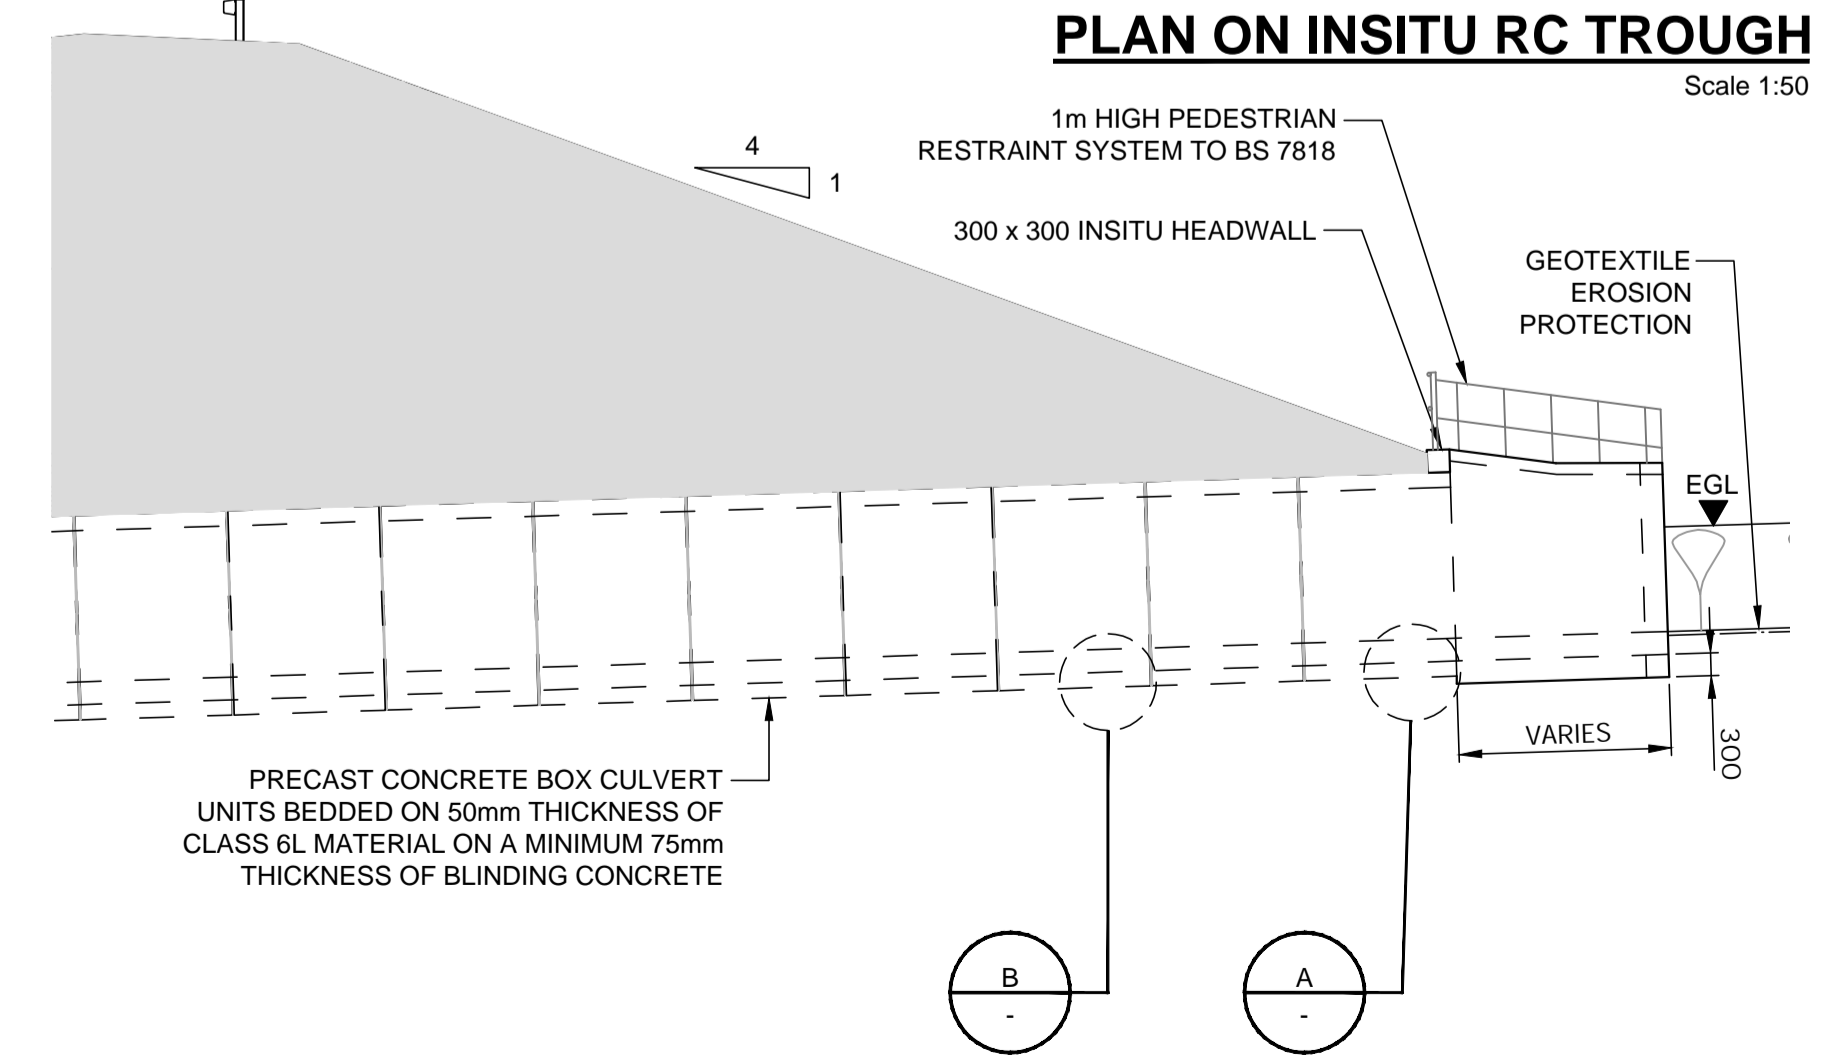 PLAN ON INSITU RC TROUGH
Scale 1:50
1m HIGH PEDESTRIAN
RESTRAINT SYSTEM TO BS 7818
4
1
300 x 300 INSITU HEADWALL
GEOTEXTILE
EROSION
PROTECTION
EGL
VARIES
300
PRECAST CONCRETE BOX CULVERT
UNITS BEDDED ON 50mm THICKNESS OF
CLASS 6L MATERIAL ON A MINIMUM 75mm
THICKNESS OF BLINDING CONCRETE
B
-
A
-